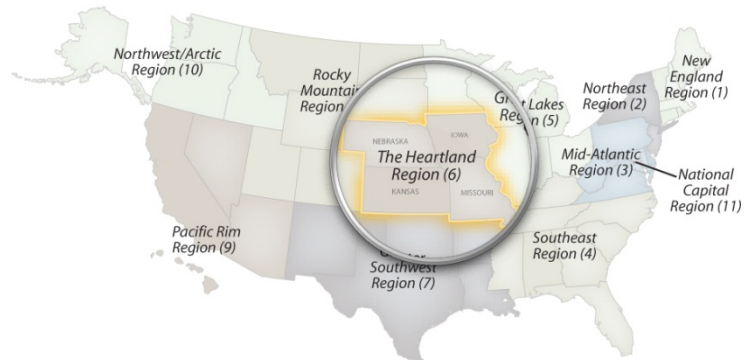 Northwest/Arctic
Region (10)
Rocky
Mountain
Region
Great Lakes
Region (5)
New
England
Region (1)
Northeast
Region (2)
NEBRASKA
IOWA
The Heartland
Region (6)
KANSAS
MISSOURI
Mid-Atlantic
Region (3)
National
Capital
Region (11)
Pacific Rim
Region (9)
Southeast
Region (4)
Southwest
Region (7)